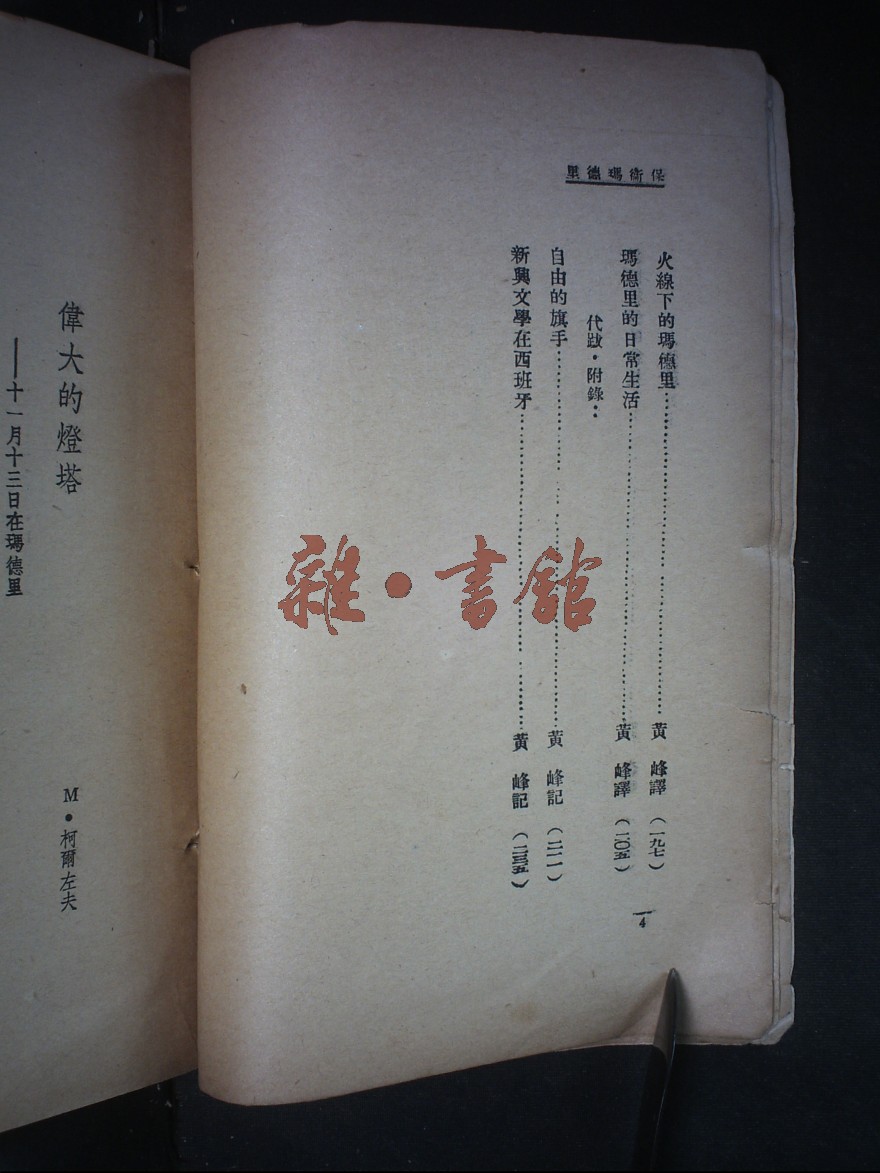 保衛瑪德里
火線下的瑪德里……黃　峰譯（一九七）
瑪德里的日常生活……黃　峰譯（二〇五）
代跋・附錄：
自由的旗手……黃　峰記（二一一）
新興文學在西班牙……黃　峰記（二三五）
4
偉大的燈塔
——十一月十三日在瑪德里
M・柯爾左夫
雜・書館